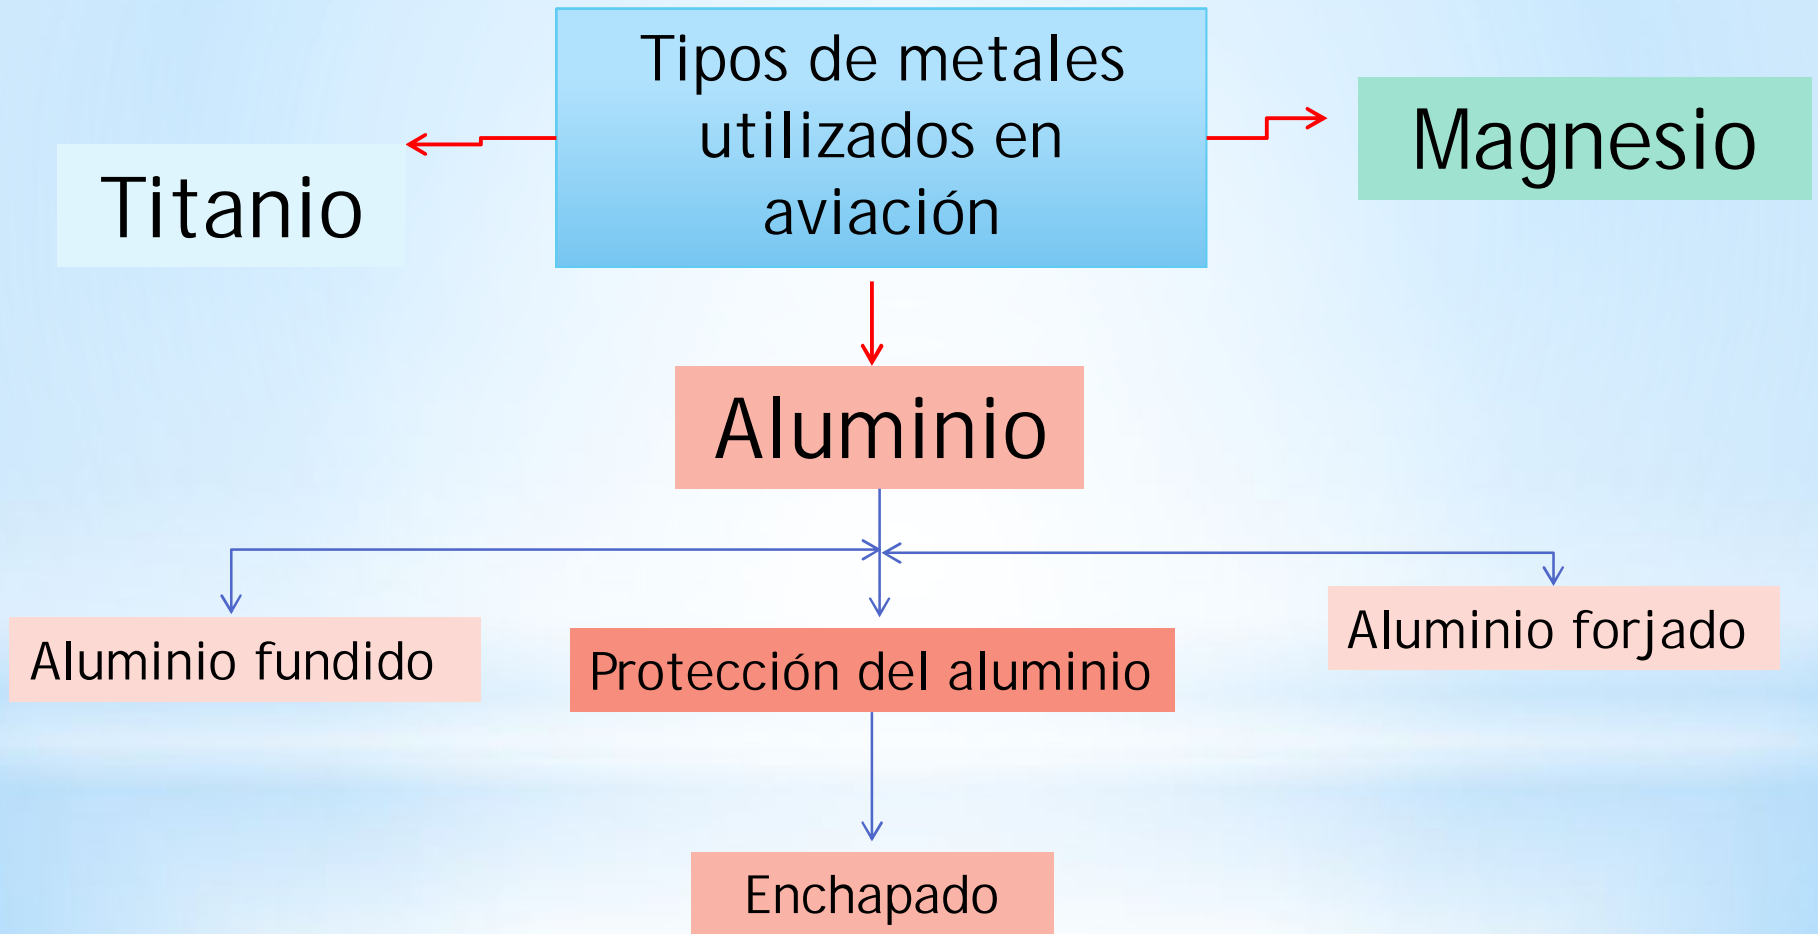 Tipos de metales
utilizados en
aviación
Titanio
Magnesio
Aluminio
Aluminio fundido
Protección del aluminio
Aluminio forjado
Enchapado